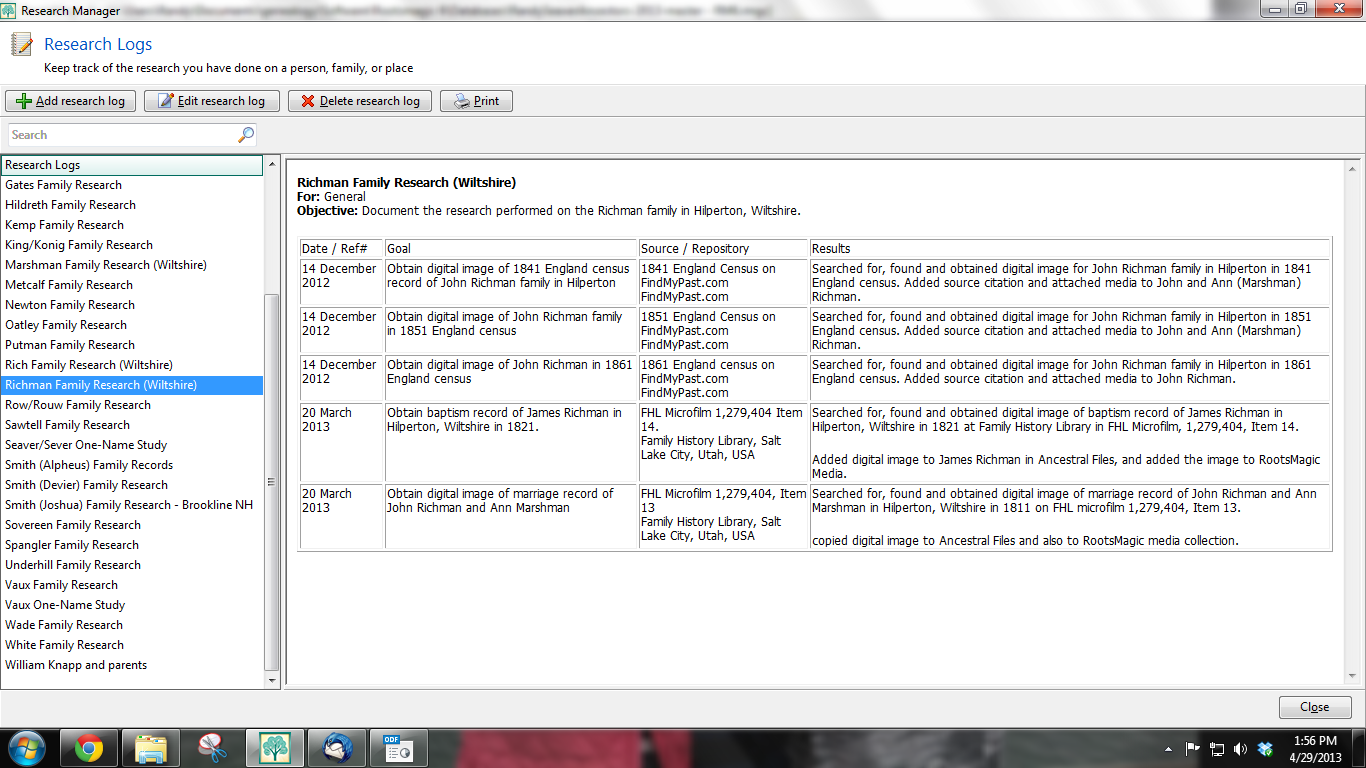 Research Manager
Research Logs
Keep track of the research you have done on a person, family, or place
Add research log
Edit research log
Delete research log
Print
Search
Research Logs
Gates Family Research
Hildreth Family Research
Kemp Family Research
King/Konig Family Research
Marshman Family Research (Wiltshire)
Metcalf Family Research
Newton Family Research
Oatley Family Research
Putman Family Research
Rich Family Research (Wiltshire)
Richman Family Research (Wiltshire)
Row/Rouw Family Research
Sawtell Family Research
Seaver/Sever One-Name Study
Smith (Alpheus) Family Records
Smith (Devier) Family Research
Smith (Joshua) Family Research - Brookline NH
Sovereen Family Research
Spangler Family Research
Underhill Family Research
Vaux Family Research
Vaux One-Name Study
Wade Family Research
White Family Research
William Knapp and parents
Richman Family Research (Wiltshire)
For: General
Objective: Document the research performed on the Richman family in Hilperton, Wiltshire.
Date / Ref#
Goal
Source / Repository
Results
14 December
2012
Obtain digital image of 1841 England census
record of John Richman family in Hilperton
1841 England Census on
FindMyPast.com
FindMyPast.com
Searched for, found and obtained digital image for John Richman family in Hilperton in 1841
England census. Added source citation and attached media to John and Ann (Marshman)
Richman.
14 December
2012
Obtain digital image of John Richman family
in 1851 England census
1851 England Census on
FindMyPast.com
FindMyPast.com
Searched for, found and obtained digital image for John Richman family in Hilperton in 1851
England census. Added source citation and attached media to John and Ann (Marshman)
Richman.
14 December
2012
Obtain digital image of John Richman in 1861
England census
1861 England census on
FindMyPast.com
FindMyPast.com
Searched for, found and obtained digital image for John Richman family in Hilperton in 1861
England census. Added source citation and attached media to John Richman.
20 March
2013
Obtain baptism record of James Richman in
Hilperton, Wiltshire in 1821.
FHL Microfilm 1,279,404 Item
14.
Family History Library, Salt
Lake City, Utah, USA
Searched for, found and obtained digital image of baptism record of James Richman in
Hilperton, Wiltshire in 1821 at Family History Library in FHL Microfilm, 1,279,404, Item 14.
Added digital image to James Richman in Ancestral Files, and added the image to RootsMagic
Media.
20 March
2013
Obtain digital image of marriage record of
John Richman and Ann Marshman
FHL Microfilm 1,279,404, Item
13
Family History Library, Salt
Lake City, Utah, USA
Searched for, found and obtained digital image of marriage record of John Richman and Ann
Marshman in Hilperton, Wiltshire in 1811 on FHL microfilm 1,279,404, Item 13.
copied digital image to Ancestral Files and also to RootsMagic media collection.
Close
ODF
1:56 PM
4/29/2013